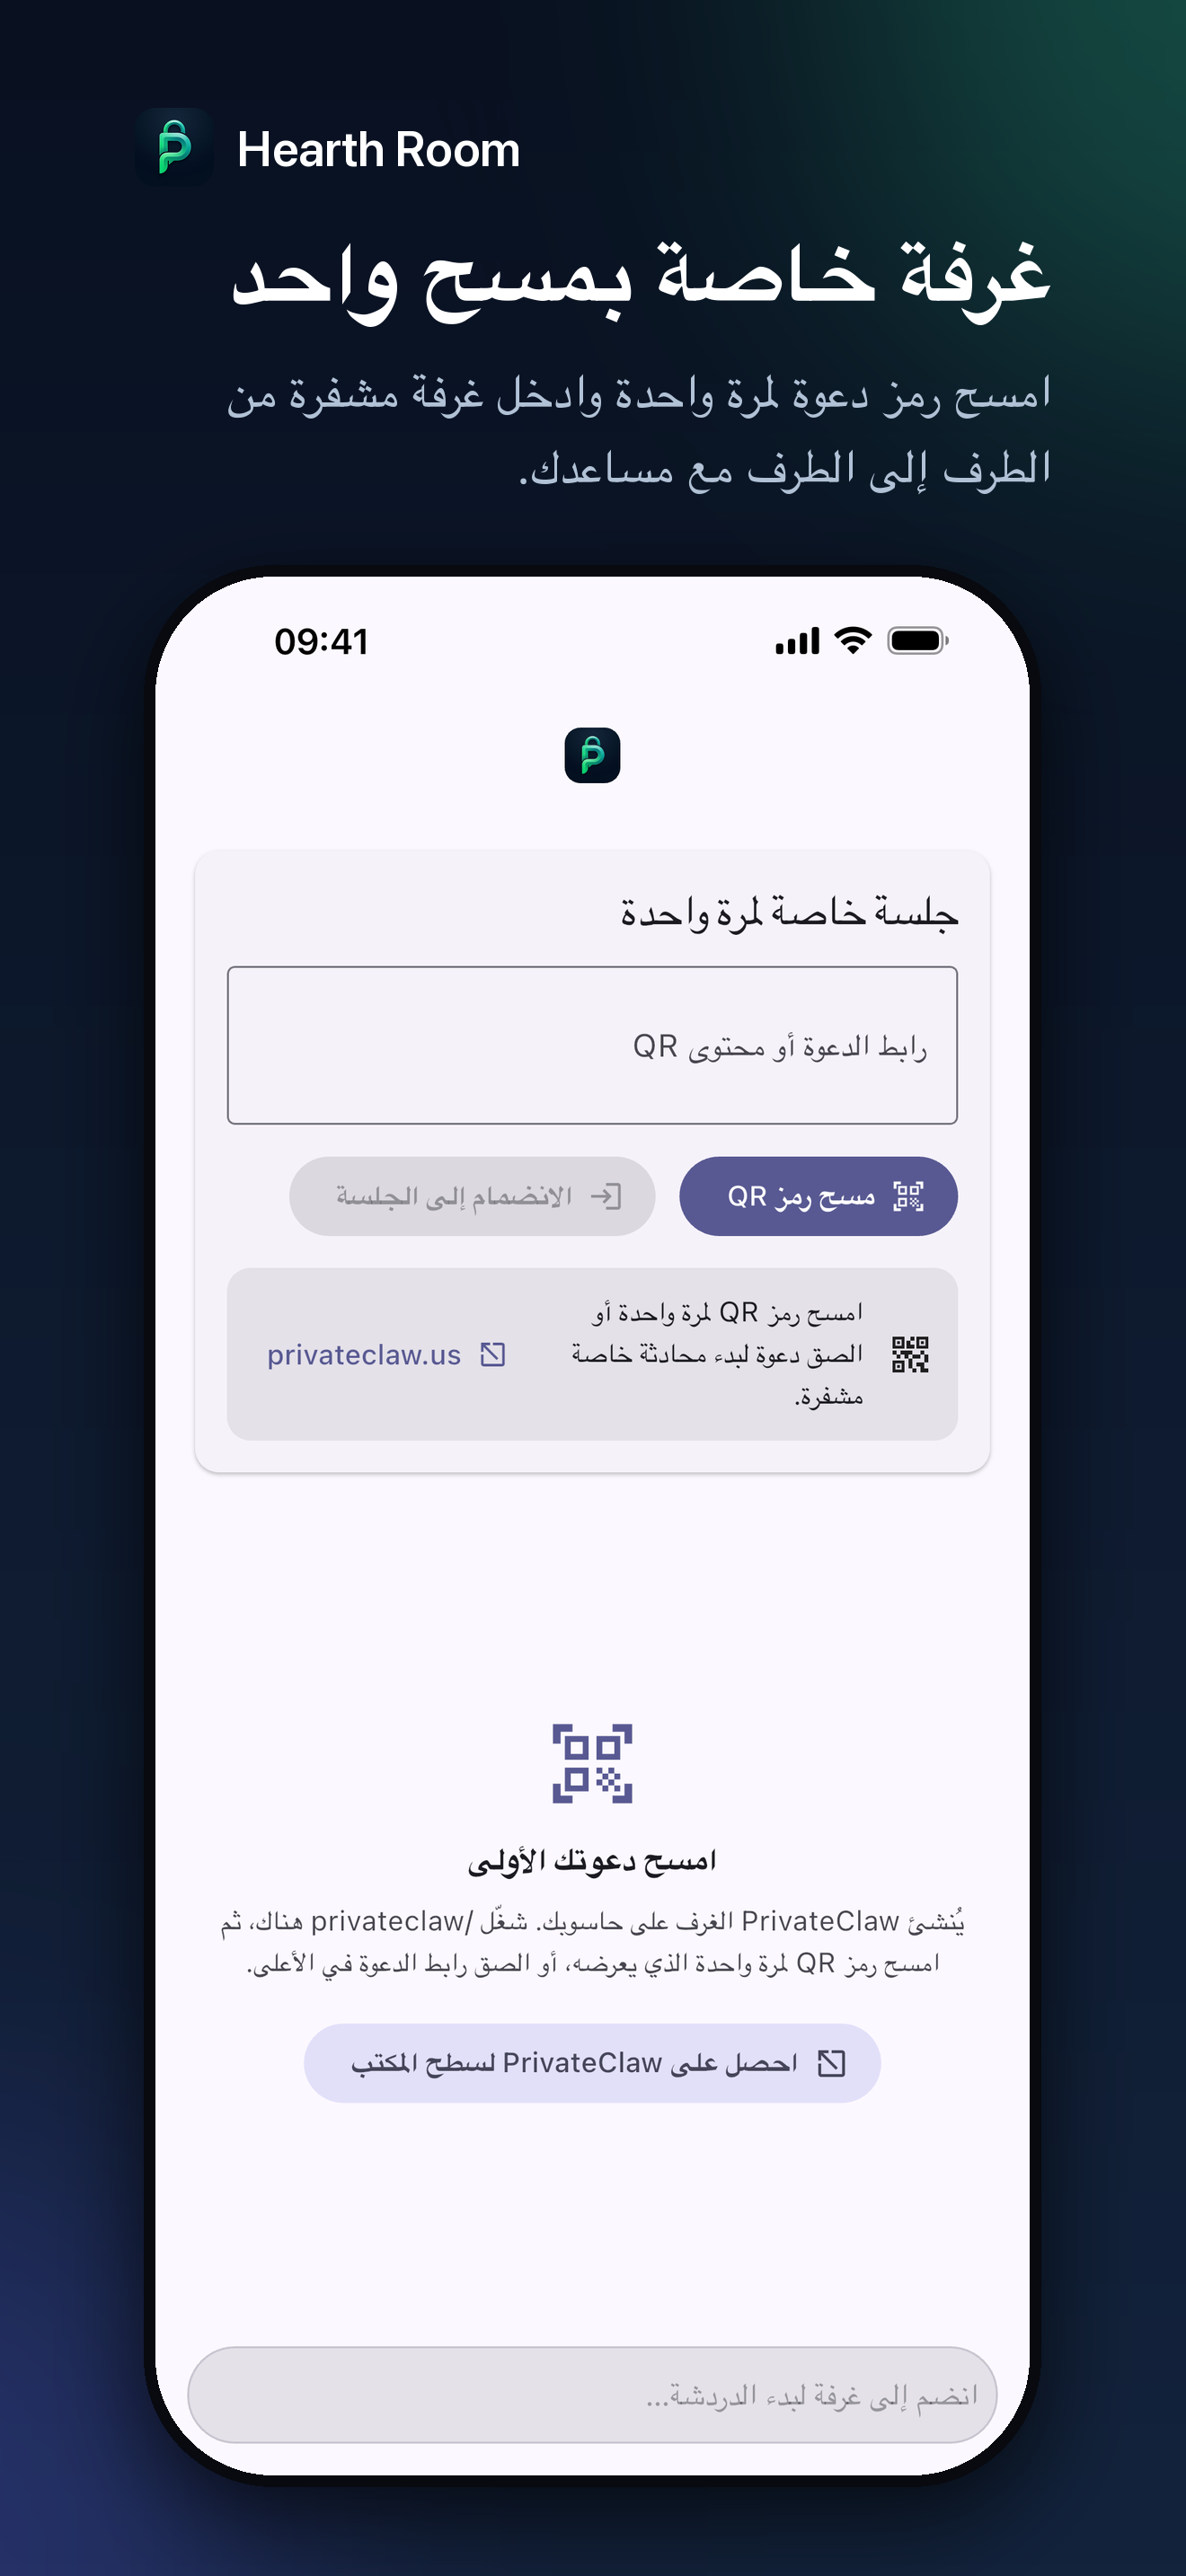 Hearth Room
غرفة خاصة بمسح واحد
امسح رمز دعوة لمرة واحدة وادخل غرفة مشفرة من
الطرف إلى الطرف مع مساعدك.
09:41
جلسة خاصة لمرة واحدة
رابط الدعوة أو محتوى QR
مسح رمز QR
الانضمام إلى الجلسة
امسح رمز QR لمرة واحدة أو
الصق دعوة لبدء محادثة خاصة
مشفرة.
privateclaw.us
امسح دعوتك الأولى
يُنشئ PrivateClaw الغرف على حاسوبك. شغّل /privateclaw هناك، ثم
امسح رمز QR لمرة واحدة الذي يعرضه، أو الصق رابط الدعوة في الأعلى.
احصل على PrivateClaw لسطح المكتب
انضم إلى غرفة لبدء الدردشة...